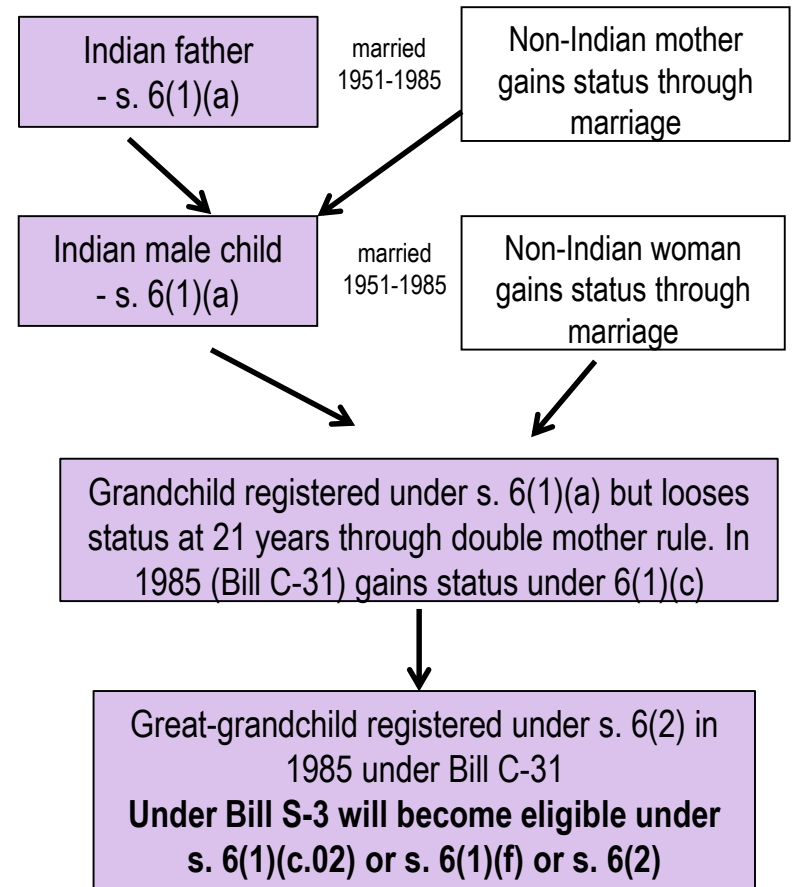 Indian father
- s. 6(1)(a)
married
1951-1985
Non-Indian mother
gains status through
marriage
Indian male child
- s. 6(1)(a)
married
1951-1985
Non-Indian woman
gains status through
marriage
Grandchild registered under s. 6(1)(a) but looses
status at 21 years through double mother rule. In
1985 (Bill C-31) gains status under 6(1)(c)
Great-grandchild registered under s. 6(2) in
1985 under Bill C-31
Under Bill S-3 will become eligible under
s. 6(1)(c.02) or s. 6(1)(f) or s. 6(2)